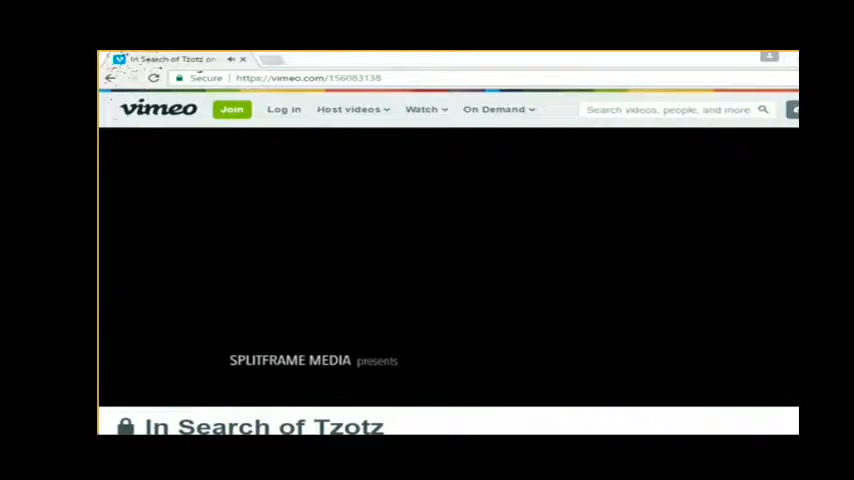 In Search of Tzotz on
Secure https://vimeo.com/156083138
vimeo Join Log in Host videos Watch On Demand Search videos, people, and more
SPLITFRAME MEDIA presents
In Search of Tzotz